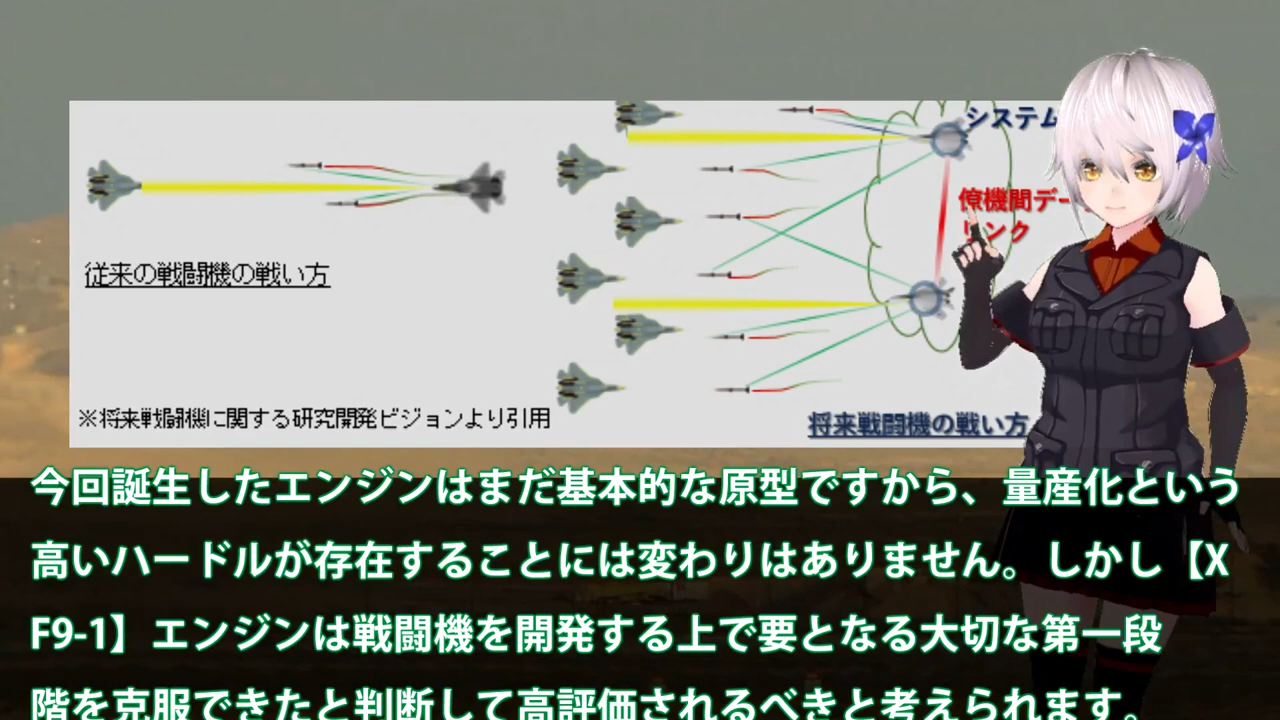 システム
僚機間デー
リンク
従来の戦闘機の戦い方
※将来戦闘機に関する研究開発ビジョンより引用
将来戦闘機の戦い方
今回誕生したエンジンはまだ基本的な原型ですから、量産化という
高いハードルが存在することには変わりはありません。しかし【X
F9-1】エンジンは戦闘機を開発する上で要となる大切な第一段
階を克服できたと判断して高評価されるべきと考えられます。